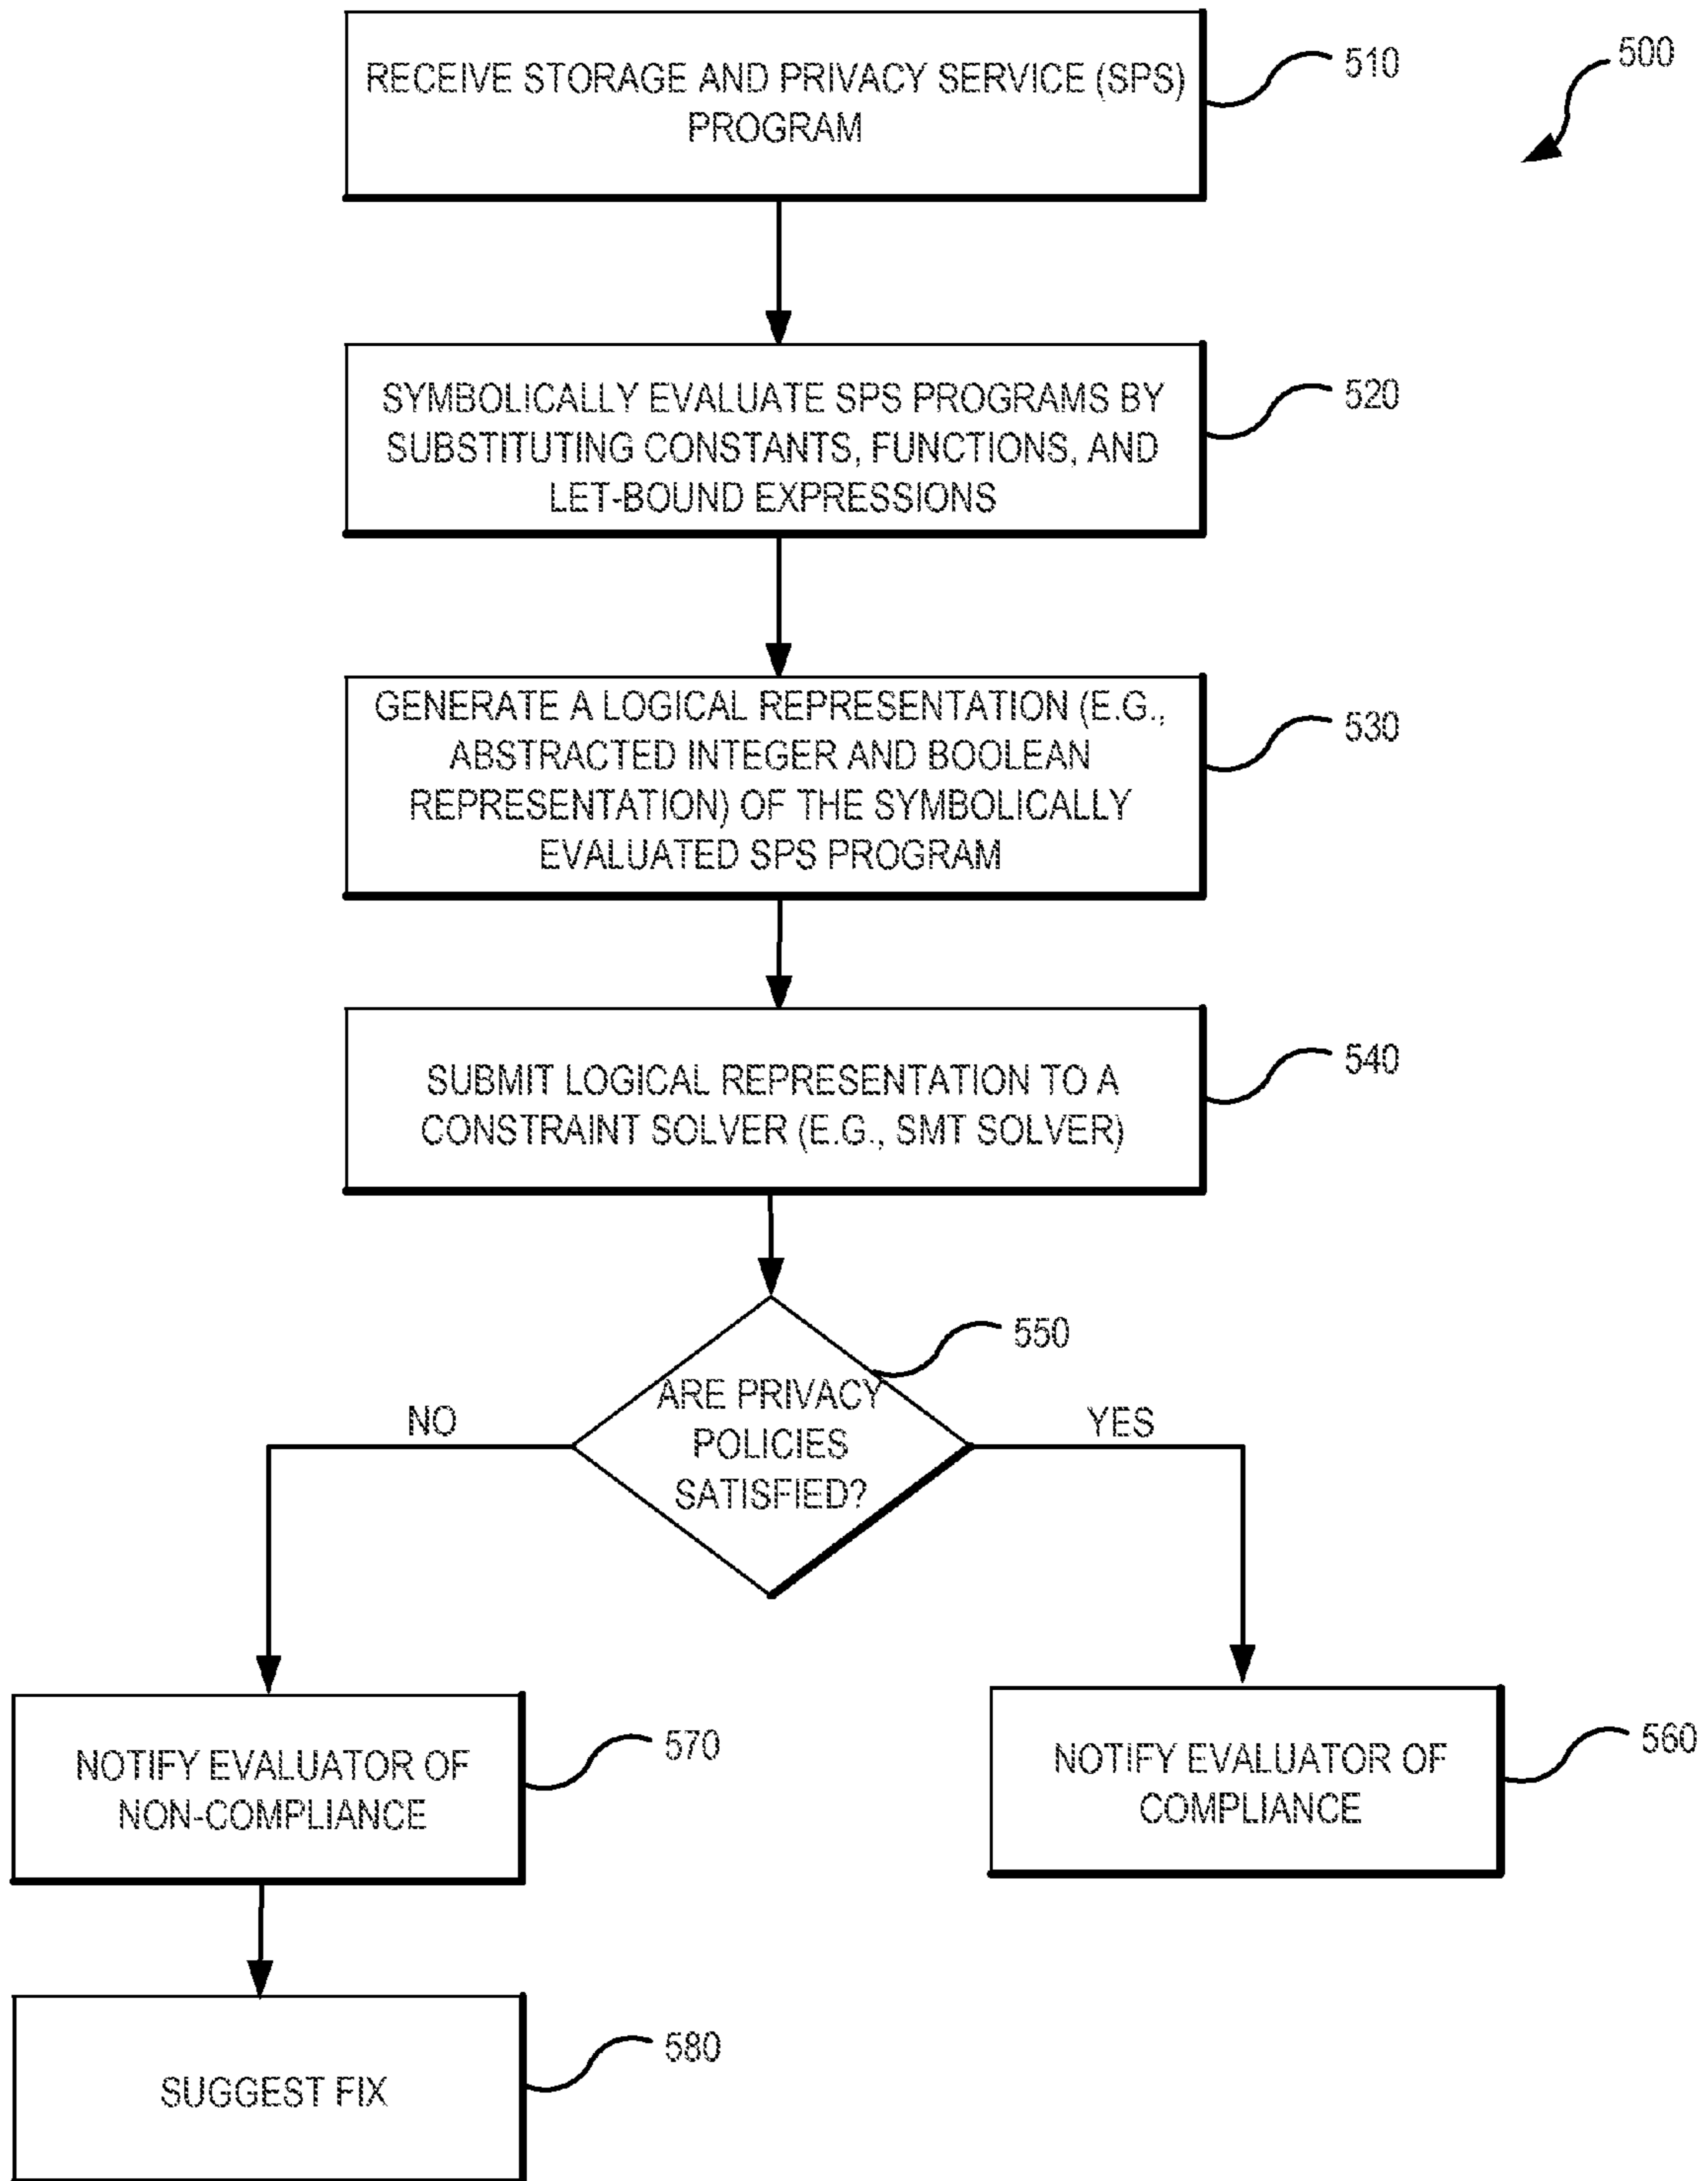 500
RECEIVE STORAGE AND PRIVACY SERVICE (SPS)
PROGRAM
510
SYMBOLICALLY EVALUATE SPS PROGRAMS BY
SUBSTITUTING CONSTANTS, FUNCTIONS, AND
LET-BOUND EXPRESSIONS
520
GENERATE A LOGICAL REPRESENTATION (E.G.,
ABSTRACTED INTEGER AND BOOLEAN
REPRESENTATION) OF THE SYMBOLICALLY
EVALUATED SPS PROGRAM
530
SUBMIT LOGICAL REPRESENTATION TO A
CONSTRAINT SOLVER (E.G., SMT SOLVER)
540
ARE PRIVACY
POLICIES
SATISFIED?
550
NO
YES
NOTIFY EVALUATOR OF
NON-COMPLIANCE
570
NOTIFY EVALUATOR OF
COMPLIANCE
560
SUGGEST FIX
580